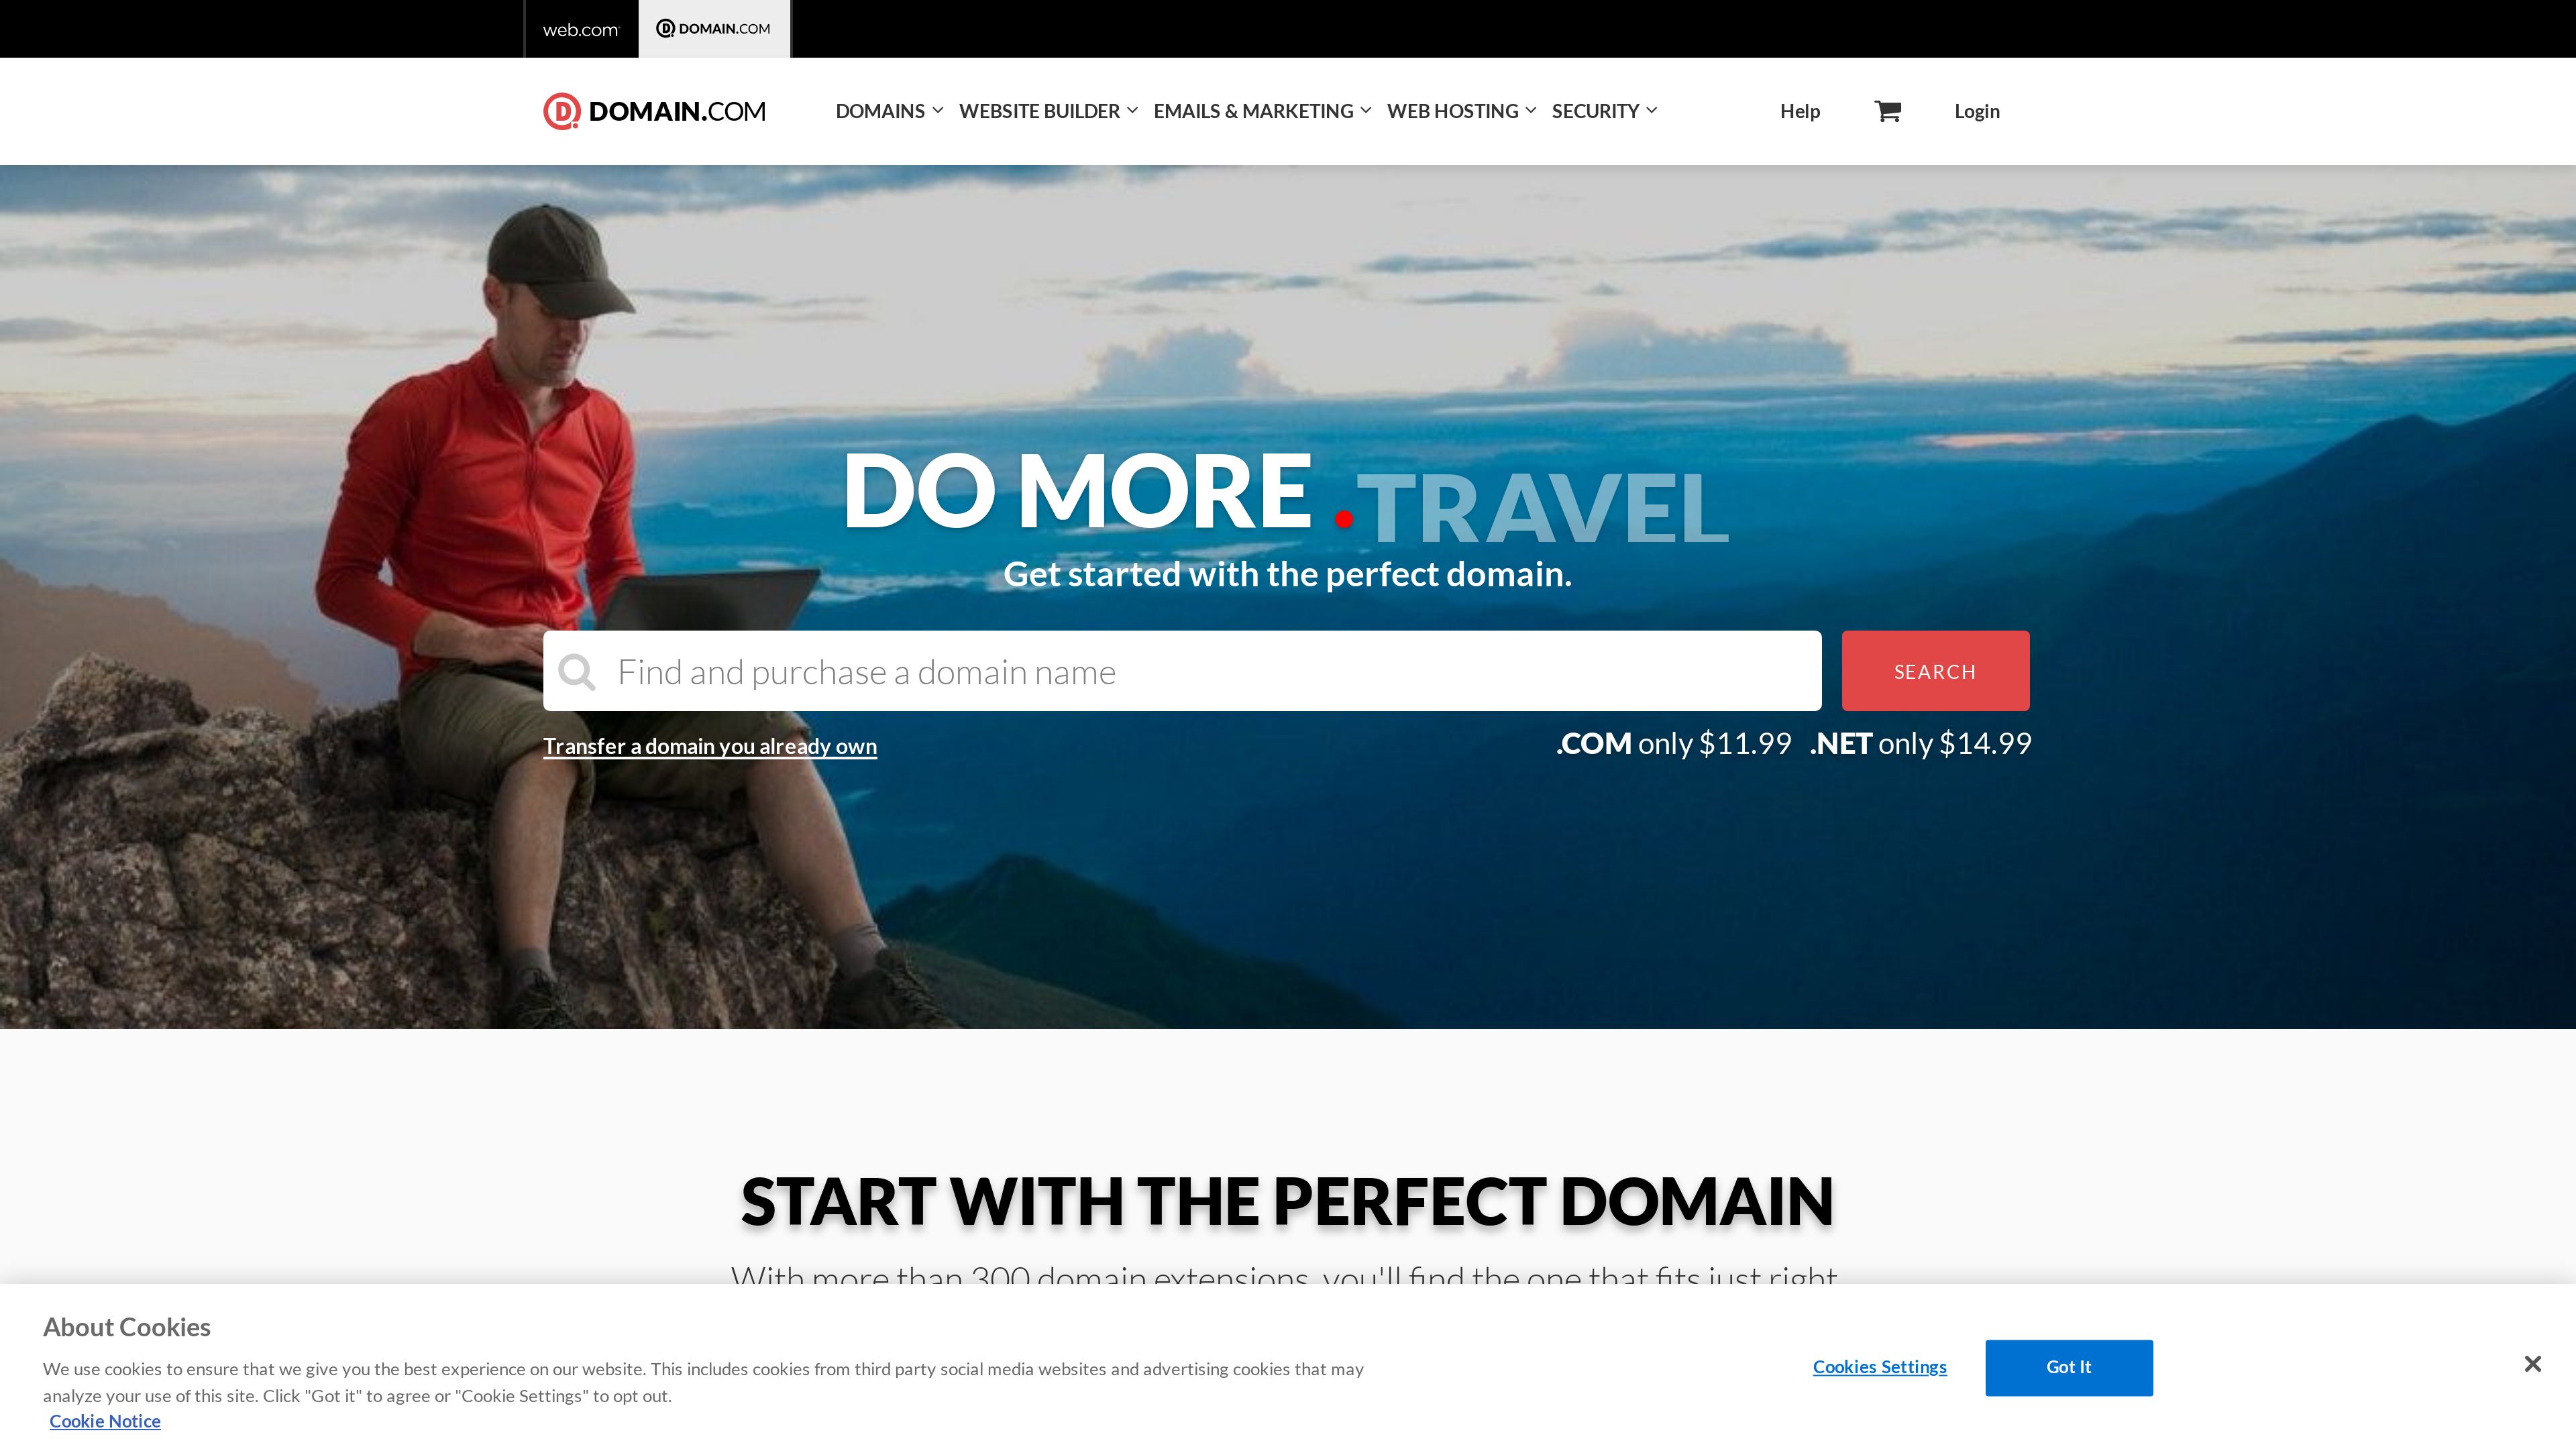 web.com DOMAIN.COM
DOMAIN.COM DOMAINS WEBSITE BUILDER EMAILS & MARKETING WEB HOSTING SECURITY Help Login
DO MORE .TRAVEL
Get started with the perfect domain.
Find and purchase a domain name SEARCH
Transfer a domain you already own .COM only $11.99 .NET only $14.99
START WITH THE PERFECT DOMAIN
With more than 300 domain extensions, you'll find the one that fits just right
About Cookies
We use cookies to ensure that we give you the best experience on our website. This includes cookies from third party social media websites and advertising cookies that may
analyze your use of this site. Click "Got it" to agree or "Cookie Settings" to opt out.
Cookie Notice
Cookies Settings Got It